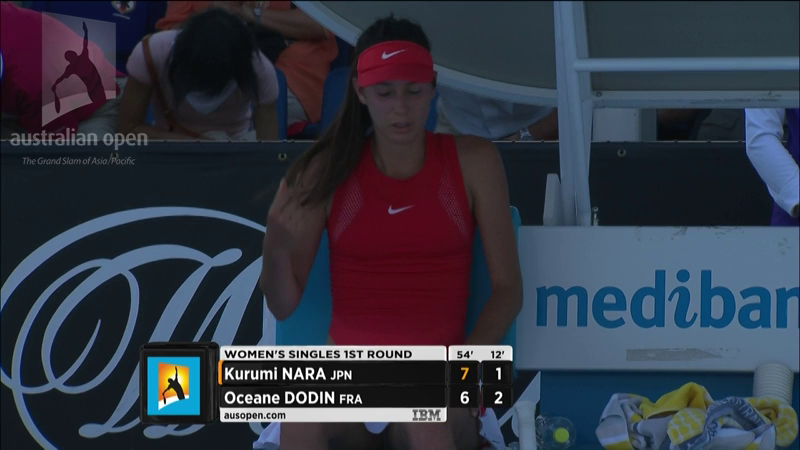 australian open
The Grand Slam of Asia/Pacific
medibank
WOMEN'S SINGLES 1ST ROUND 54' 12'
Kurumi NARA JPN 7 1
Oceane DODIN FRA 6 2
ausopen.com IBM